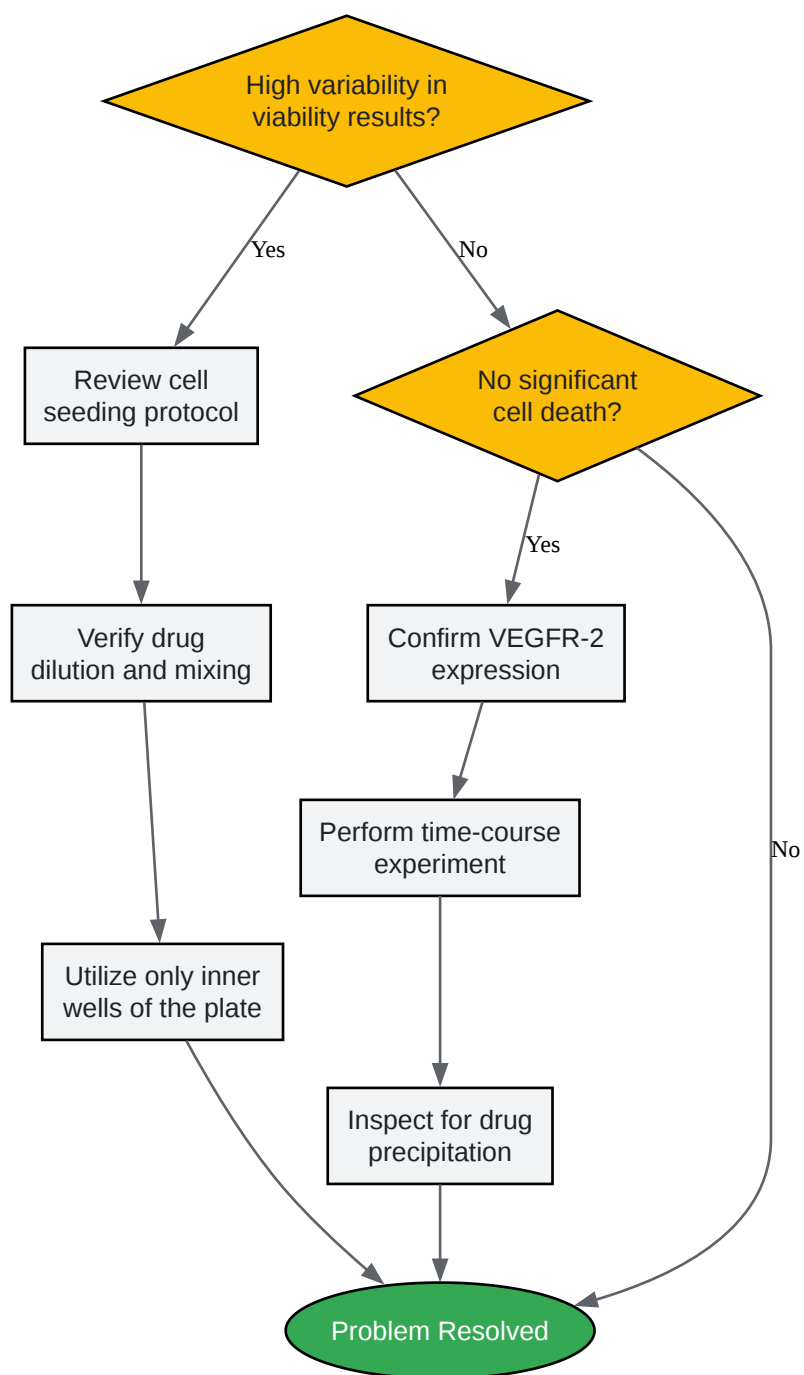 High variability in
viability results?
Yes
No
Review cell
seeding protocol
No significant
cell death?
Yes
Verify drug
dilution and mixing
Confirm VEGFR-2
expression
Perform time-course
experiment
No
Utilize only inner
wells of the plate
Inspect for drug
precipitation
Problem Resolved